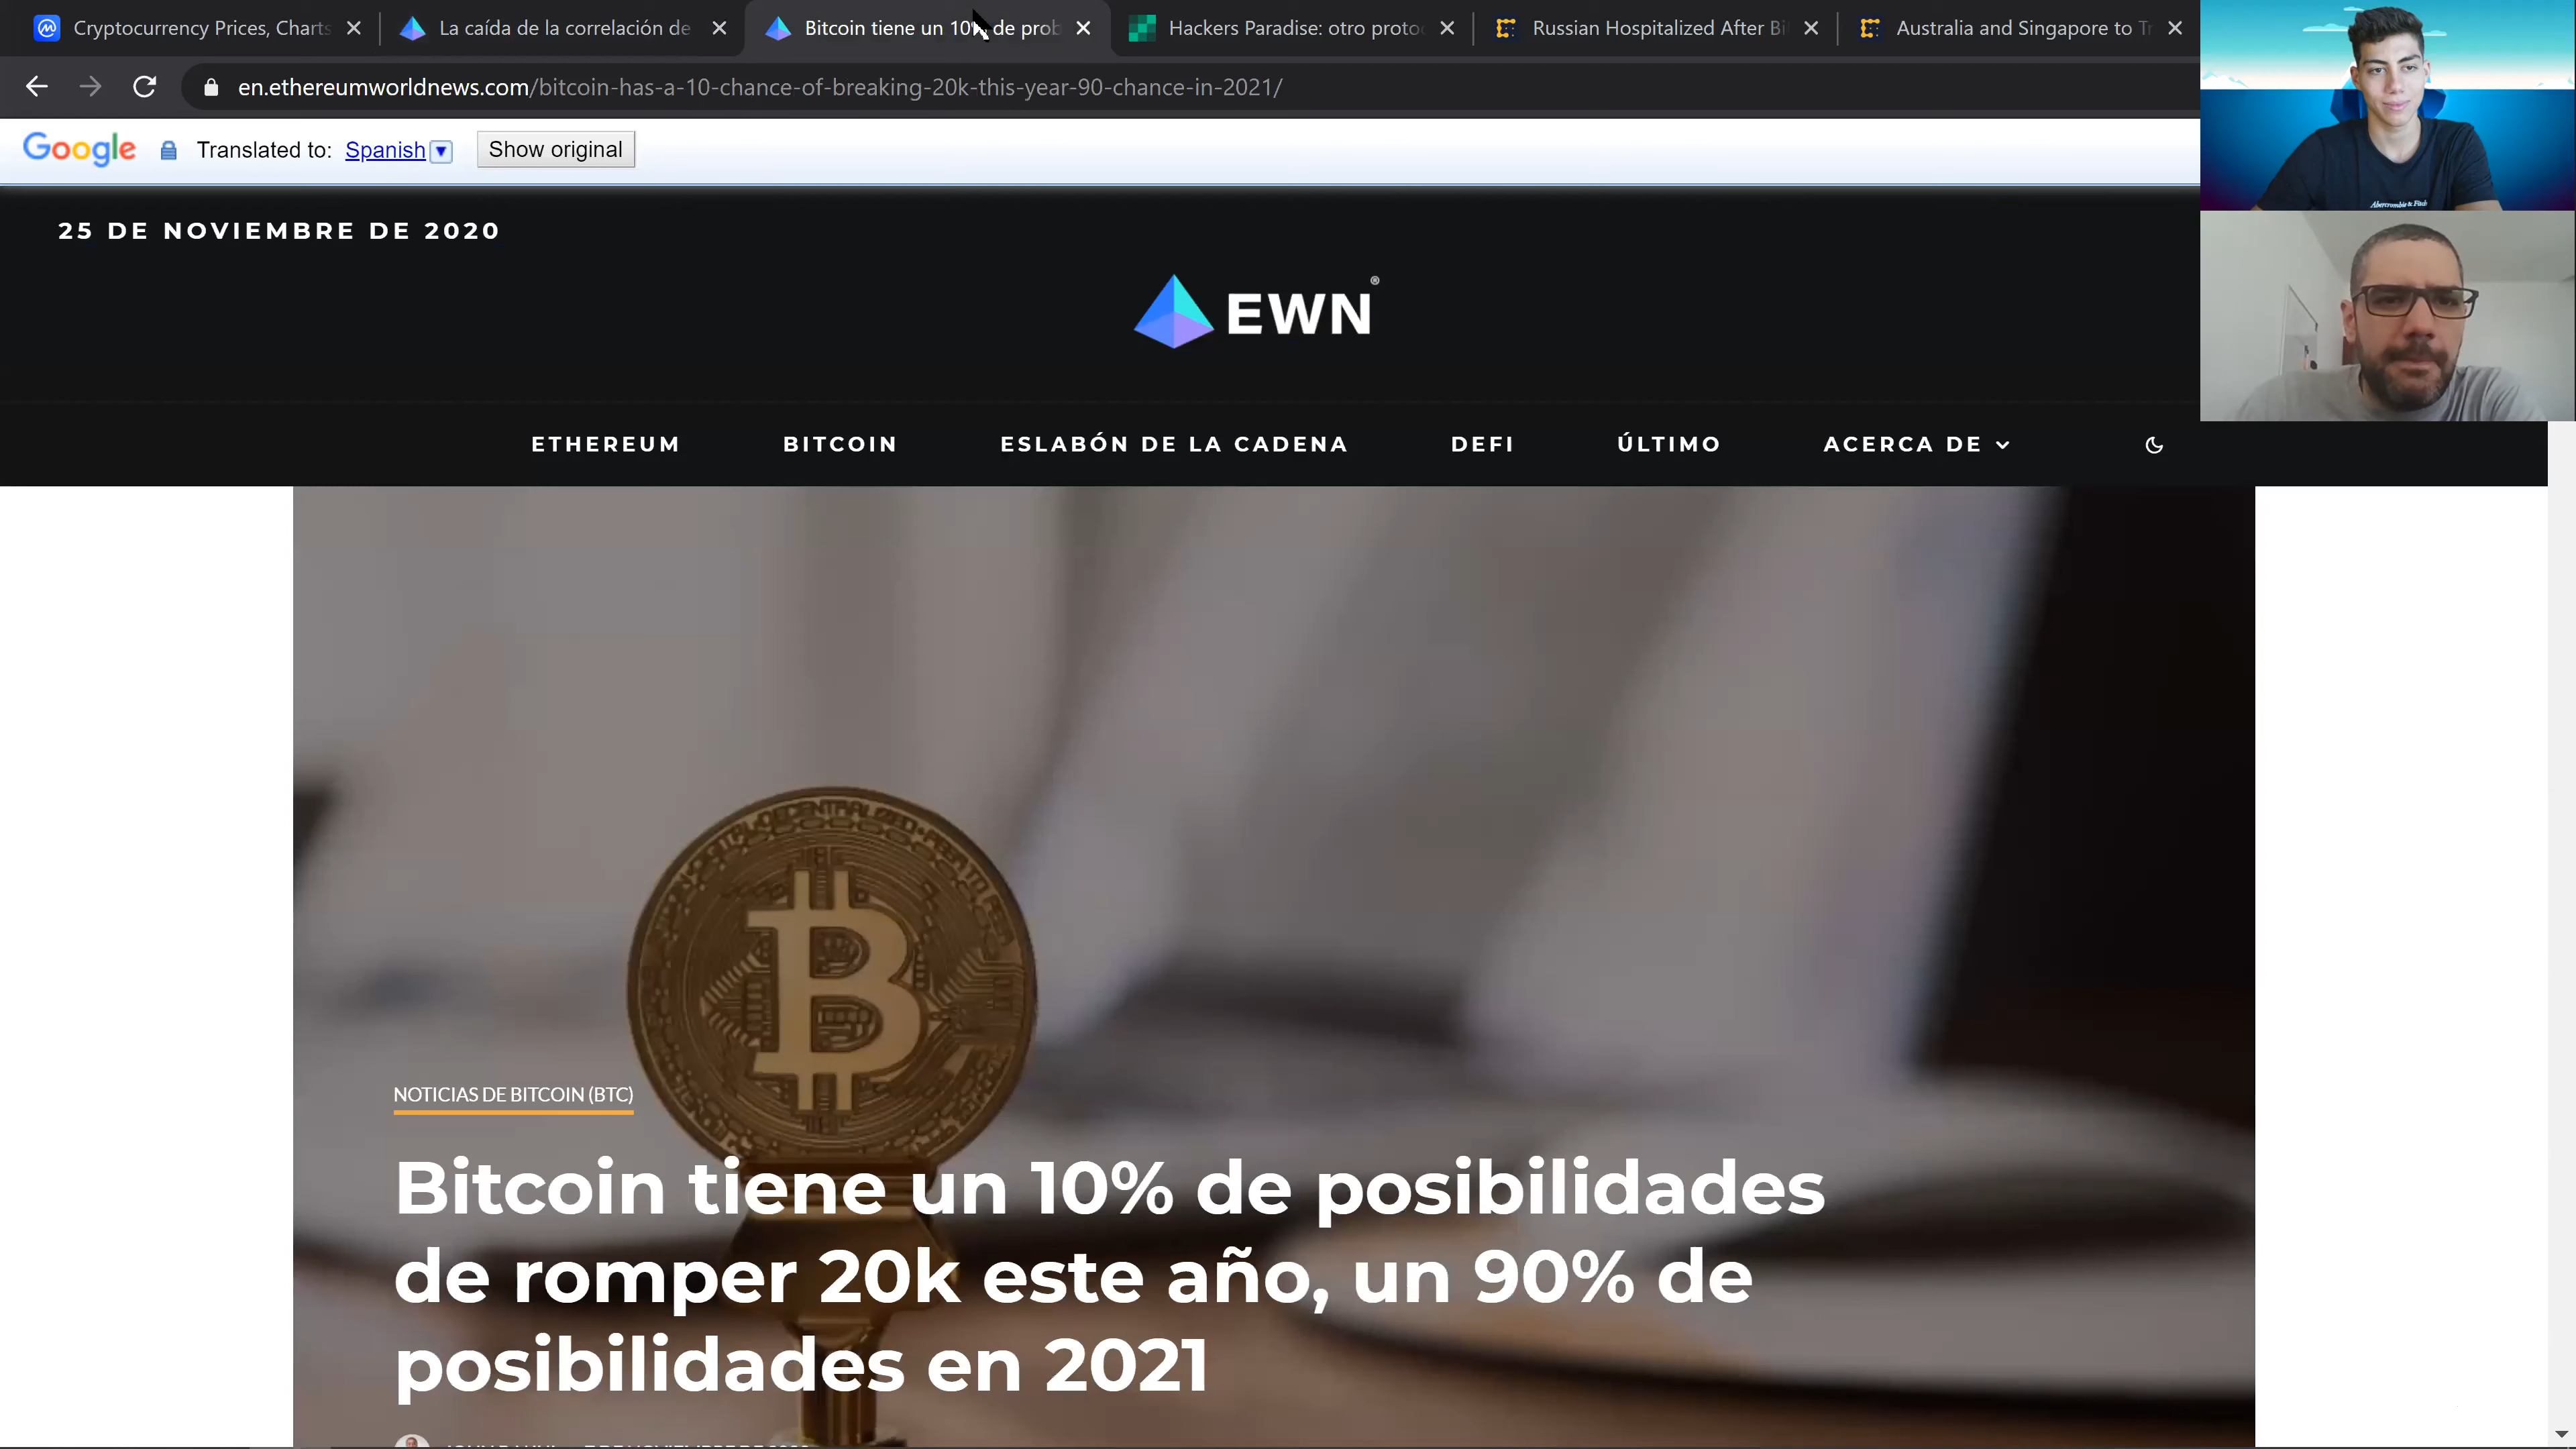 Cryptocurrency Prices, Charts
La caída de la correlación de
Bitcoin tiene un 10% de prob
Hackers Paradise: otro proto
Russian Hospitalized After Bi
Australia and Singapore to Tr
en.ethereumworldnews.com/bitcoin-has-a-10-chance-of-breaking-20k-this-year-90-chance-in-2021/
Google Translated to: Spanish Show original
25 DE NOVIEMBRE DE 2020
EWN®
ETHEREUM BITCOIN ESLABÓN DE LA CADENA DEFI ÚLTIMO ACERCA DE
NOTICIAS DE BITCOIN (BTC)
Bitcoin tiene un 10% de posibilidades
de romper 20k este año, un 90% de
posibilidades en 2021
Abercrombie & Fitch